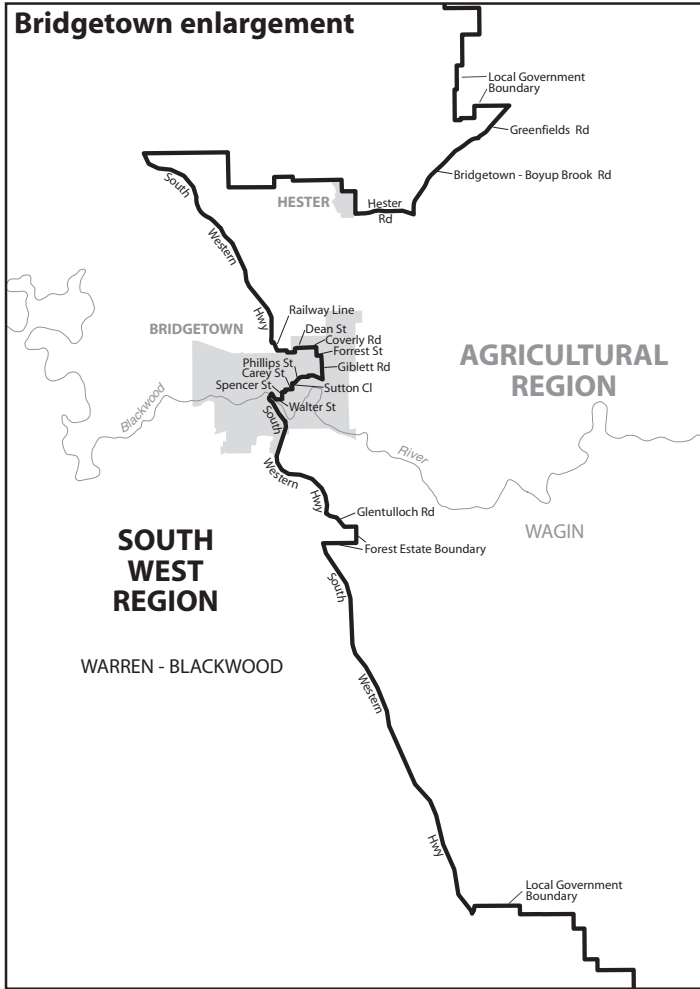 Bridgetown enlargement
Local Government
Boundary
Greenfields Rd
Bridgetown - Boyup Brook Rd
South
Western
Hwy
HESTER
Hester
Rd
Railway Line
Dean St
BRIDGETOWN
Coverly Rd
Forrest St
Phillips St
Giblett Rd
Carey St
Spencer St
Sutton Cl
Walter St
AGRICULTURAL
REGION
Blackwood
River
South
Western
Hwy
Glentulloch Rd
WAGIN
Forest Estate Boundary
SOUTH
WEST
REGION
WARREN - BLACKWOOD
South
Western
Hwy
Local Government
Boundary